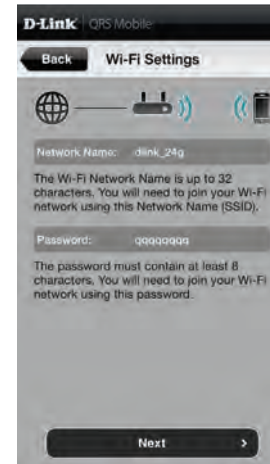 D-Link QRS Mobile
Back Wi-Fi Settings
Network Name: dlink_24g
The Wi-Fi Network Name is up to 32
characters. You will need to join your Wi-Fi
network using this Network Name (SSID).
Password: qqqqqqqq
The password must contain at least 8
characters. You will need to join your Wi-Fi
network using this password.
Next